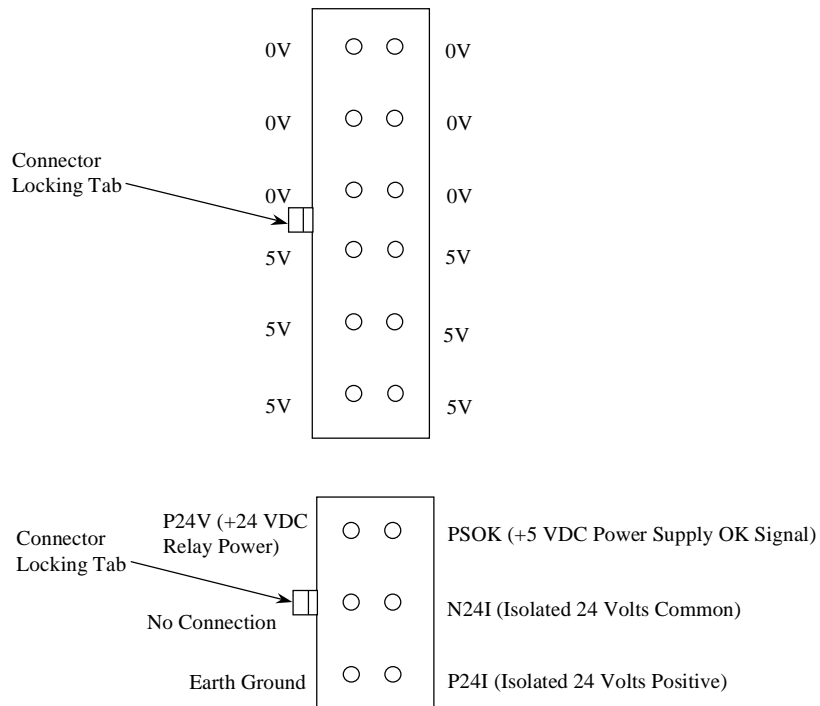 0V 0V
0V 0V
Connector
Locking Tab
0V 0V
5V 5V
5V 5V
5V 5V
P24V (+24 VDC
Relay Power)
PSOK (+5 VDC Power Supply OK Signal)
Connector
Locking Tab
No Connection
N24I (Isolated 24 Volts Common)
Earth Ground
P24I (Isolated 24 Volts Positive)